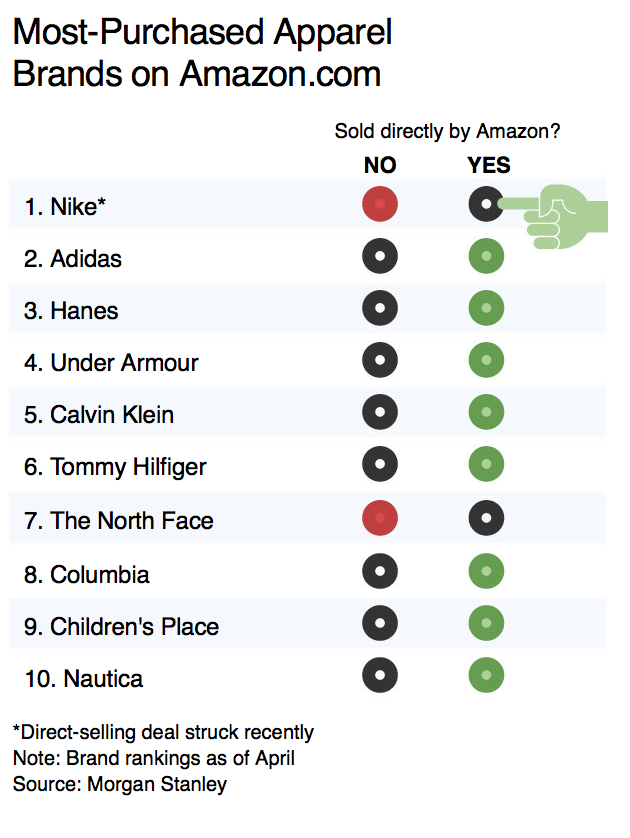 Most-Purchased Apparel
Brands on Amazon.com
Sold directly by Amazon?
NO YES
1. Nike*
2. Adidas
3. Hanes
4. Under Armour
5. Calvin Klein
6. Tommy Hilfiger
7. The North Face
8. Columbia
9. Children's Place
10. Nautica
*Direct-selling deal struck recently
Note: Brand rankings as of April
Source: Morgan Stanley